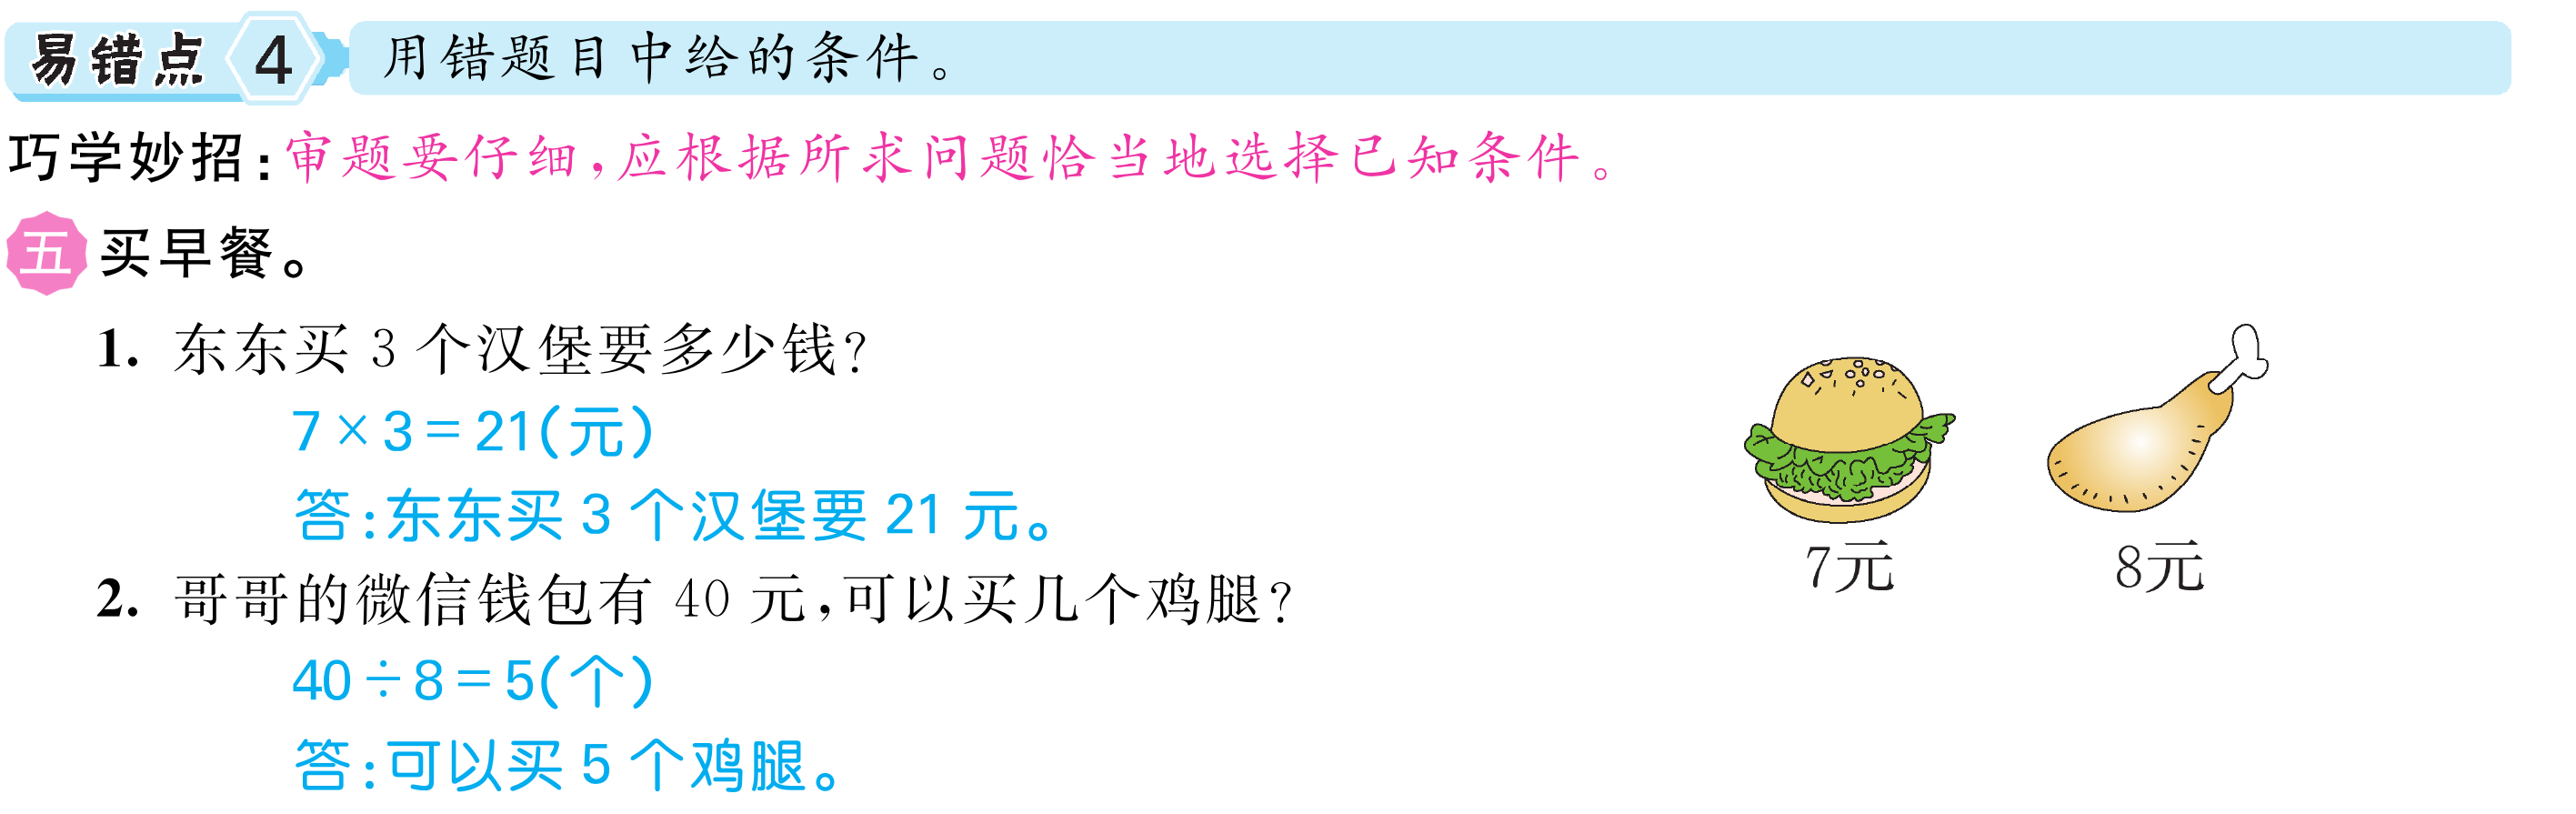 易错点 4 用错题目中给的条件。
巧学妙招:审题要仔细,应根据所求问题恰当地选择已知条件。
五 买早餐。
1. 东东买 3 个汉堡要多少钱?
7×3=21(元)
答:东东买 3 个汉堡要 21 元。
7元 8元
2. 哥哥的微信钱包有 40 元,可以买几个鸡腿?
40÷8=5(个)
答:可以买 5 个鸡腿。